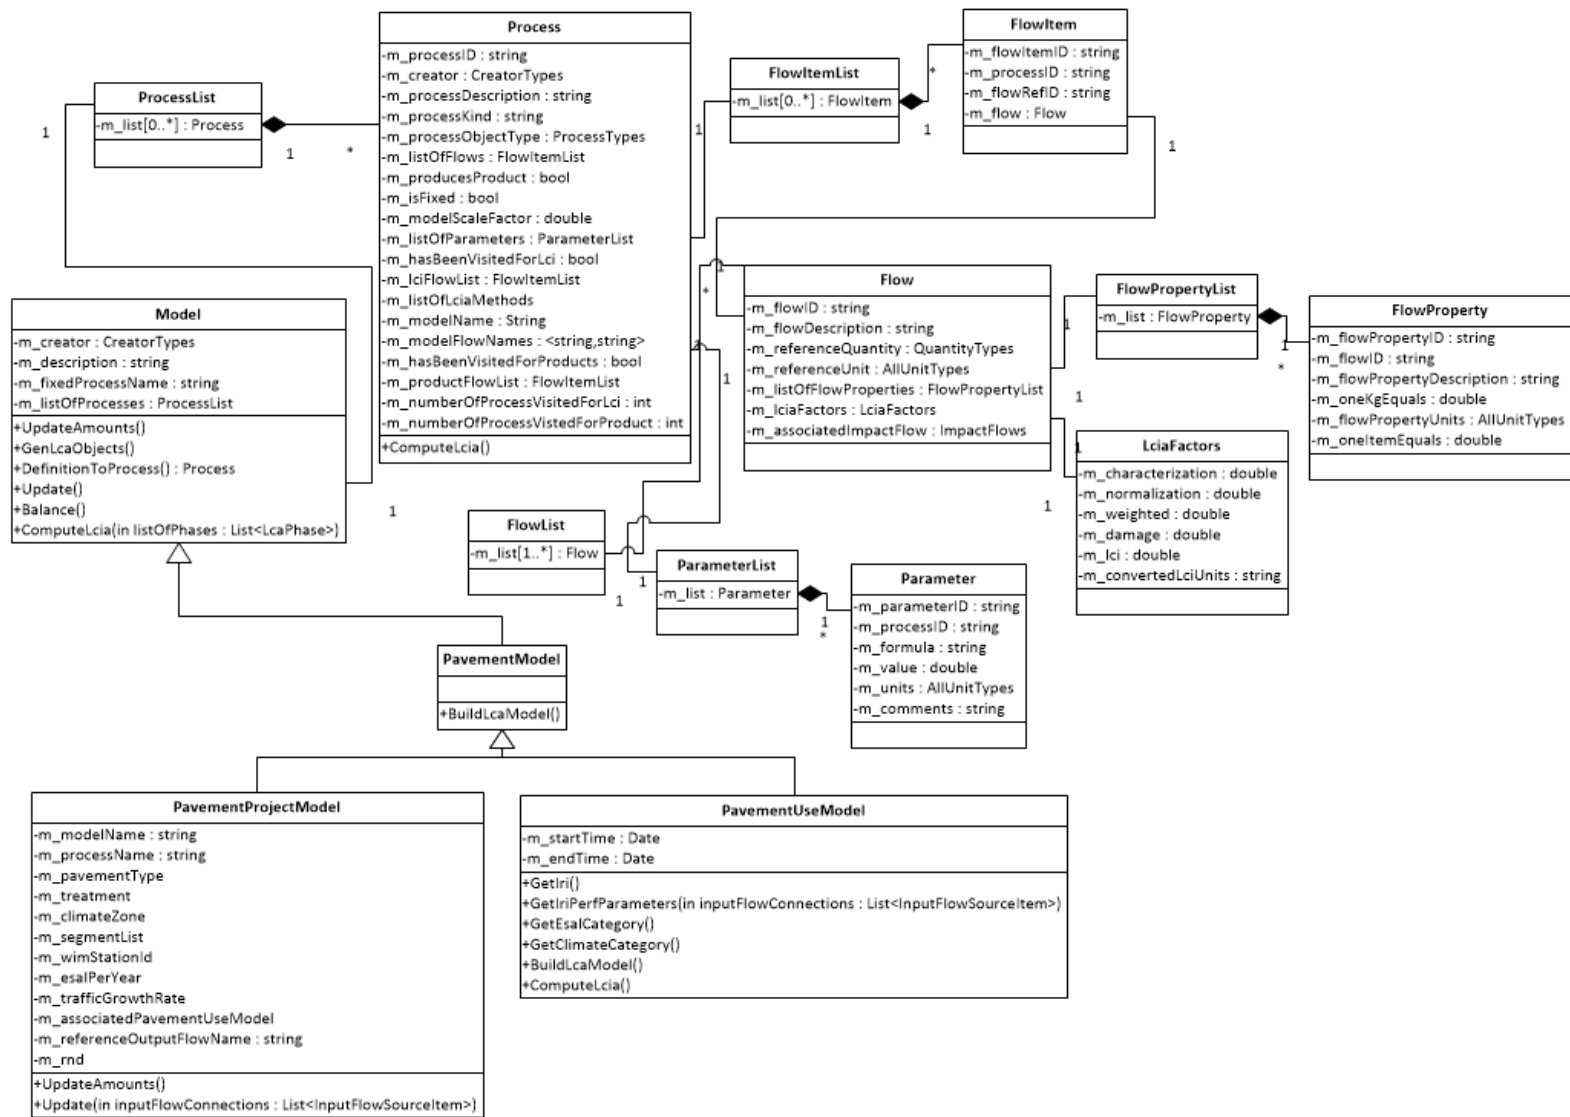 Process
-m_processID : string
-m_creator : CreatorTypes
-m_processDescription : string
-m_processKind : string
-m_processObjectType : ProcessTypes
-m_listOfFlows : FlowItemList
-m_producesProduct : bool
-m_isFixed : bool
-m_modelScaleFactor : double
-m_listOfParameters : ParameterList
-m_hasBeenVisitedForLci : bool
-m_lciFlowList : FlowItemList
-m_listOfLciaMethods
-m_modelName : String
-m_modelFlowNames : <string,string>
-m_hasBeenVisitedForProducts : bool
-m_productFlowList : FlowItemList
-m_numberOfProcessVisitedForLci : int
-m_numberOfProcessVistedForProduct : int
+ComputeLcia()
FlowItem
-m_flowItemID : string
-m_processID : string
-m_flowRefID : string
-m_flow : Flow
FlowItemList
-m_list[0..*] : FlowItem
ProcessList
-m_list[0..*] : Process
1
1
*
1
*
1
1
Model
-m_creator : CreatorTypes
-m_description : string
-m_fixedProcessName : string
-m_listOfProcesses : ProcessList
+UpdateAmounts()
+GenLcaObjects()
+DefinitionToProcess() : Process
+Update()
+Balance()
+ComputeLcia(in listOfPhases : List<LcaPhase>)
1
1
*
1
Flow
-m_flowID : string
-m_flowDescription : string
-m_referenceQuantity : QuantityTypes
-m_referenceUnit : AllUnitTypes
-m_listOfFlowProperties : FlowPropertyList
-m_lciaFactors : LciaFactors
-m_associatedImpactFlow : ImpactFlows
1
1
1
1
FlowPropertyList
-m_list : FlowProperty
1
*
FlowProperty
-m_flowPropertyID : string
-m_flowID : string
-m_flowPropertyDescription : string
-m_oneKgEquals : double
-m_flowPropertyUnits : AllUnitTypes
-m_oneItemEquals : double
LciaFactors
-m_characterization : double
-m_normalization : double
-m_weighted : double
-m_damage : double
-m_lci : double
-m_convertedLciUnits : string
FlowList
-m_list[1..*] : Flow
1
1
ParameterList
-m_list : Parameter
1
*
Parameter
-m_parameterID : string
-m_processID : string
-m_formula : string
-m_value : double
-m_units : AllUnitTypes
-m_comments : string
PavementModel
+BuildLcaModel()
PavementProjectModel
-m_modelName : string
-m_processName : string
-m_pavementType
-m_treatment
-m_climateZone
-m_segmentList
-m_wimStationId
-m_esalPerYear
-m_trafficGrowthRate
-m_associatedPavementUseModel
-m_referenceOutputFlowName : string
-m_rnd
+UpdateAmounts()
+Update(in inputFlowConnections : List<InputFlowSourceItem>)
PavementUseModel
-m_startTime : Date
-m_endTime : Date
+GetIri()
+GetIriPerfParameters(in inputFlowConnections : List<InputFlowSourceItem>)
+GetEsalCategory()
+GetClimateCategory()
+BuildLcaModel()
+ComputeLcia()